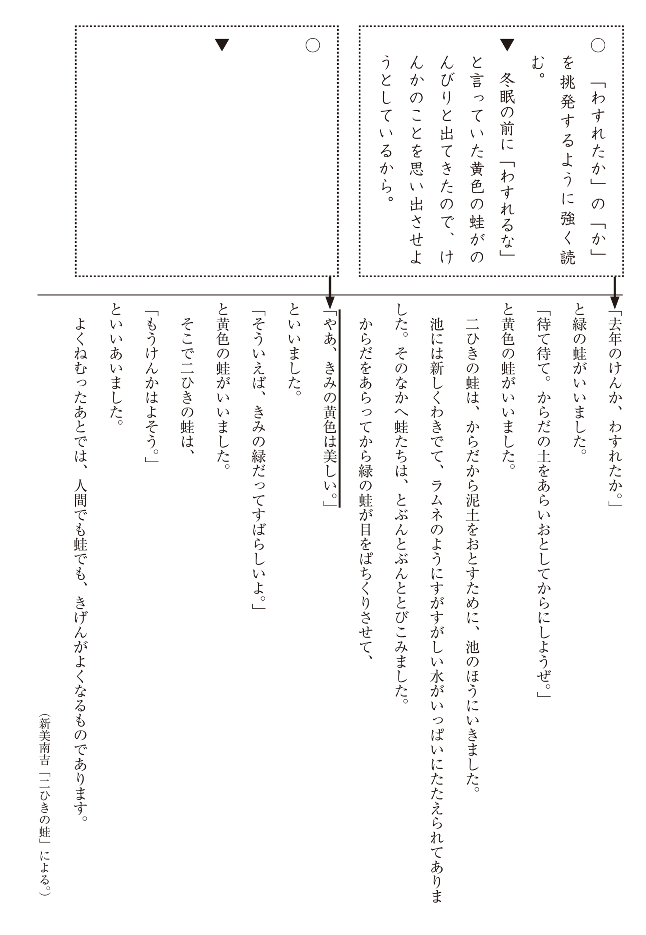 ○
「わすれたか」の「か」
を挑発するように強く読
む。
▼
冬眠の前に「わすれるな」
と言っていた黄色の蛙がの
んびりと出てきたので、け
んかのことを思い出させよ
うとしているから。
○
▼
「去年のけんか、わすれたか。」
と緑の蛙がいいました。
「待て待て。からだの土をあらいおとしてからにしようぜ。」
と黄色の蛙がいいました。
二ひきの蛙は、からだから泥土をおとすために、池のほうにいきました。
池には新しくわきでて、ラムネのようにすがすがしい水がいっぱいにたたえられてありま
した。そのなかへ蛙たちは、とぶんとぶんととびこみました。
からだをあらってから緑の蛙が目をぱちくりさせて、
「やあ、きみの黄色は美しい。」
といいました。
「そういえば、きみの緑だってすばらしいよ。」
と黄色の蛙がいいました。
そこで二ひきの蛙は、
「もうけんかはよそう。」
といいあいました。
よくねむったあとでは、人間でも蛙でも、きげんがよくなるものであります。
（新美南吉「二ひきの蛙」による。）